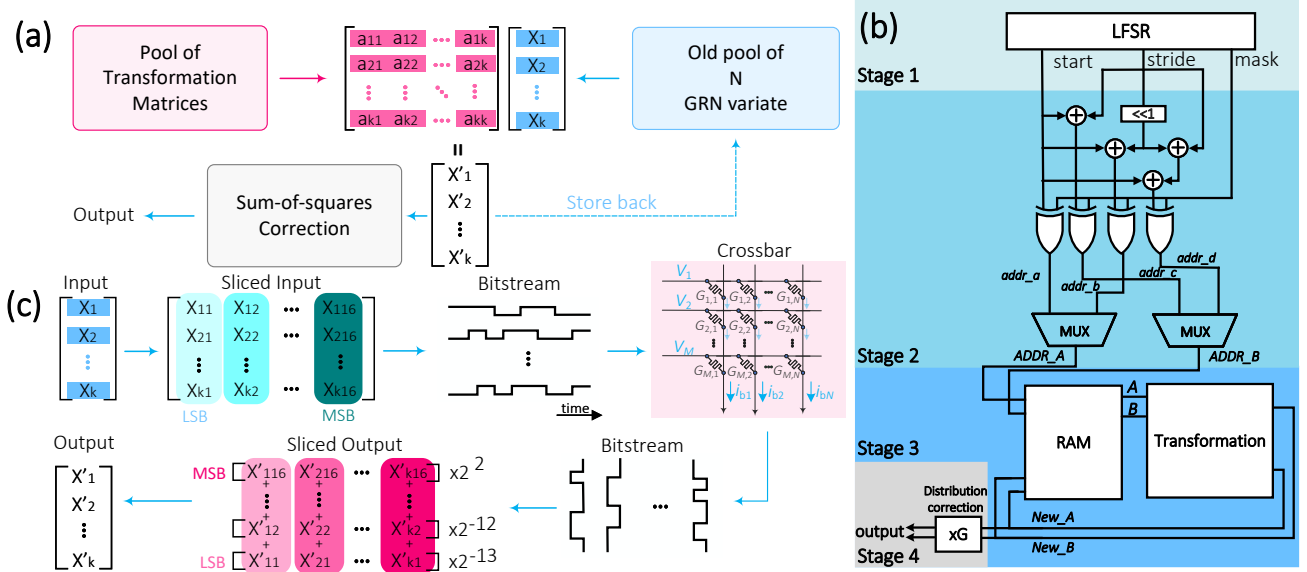 (a)
Pool of
Transformation
Matrices
a11 a12 ••• a1k
a21 a22 ••• a2k
ak1 ak2 ••• akk
X1
X2
Xk
Old pool of
N
GRN variate
=
X'1
X'2
X'k
Sum-of-squares
Correction
Output
Store back
(b)
LFSR
start stride mask
Stage 1
+
<<1
+ +
+
addr_a addr_b addr_c addr_d
MUX MUX
Stage 2
ADDR_A ADDR_B
A
B
RAM
Transformation
Stage 3
Distribution
correction
New_A
output
xG
New_B
Stage 4
(c)
Input
X1
X2
Xk
Sliced Input
X11 X12 ••• X116
X21 X22 X216
Xk1 Xk2 ••• Xk16
LSB MSB
Bitstream
time
Crossbar
V1
G1,1 G1,2 ••• G1,N
V2
G2,1 G2,2 ••• G2,N
VM
GM,1 GM,2 GM,N
ib1 ib2 ibN
Bitstream
Sliced Output
MSB X'116 X'216 ••• X'k16 x2^2
+ + +
+ + +
X'12 X'22 ••• X'k2 x2^-12
+ + +
LSB X'11 X'21 ••• X'k1 x2^-13
Output
X'1
X'2
X'k